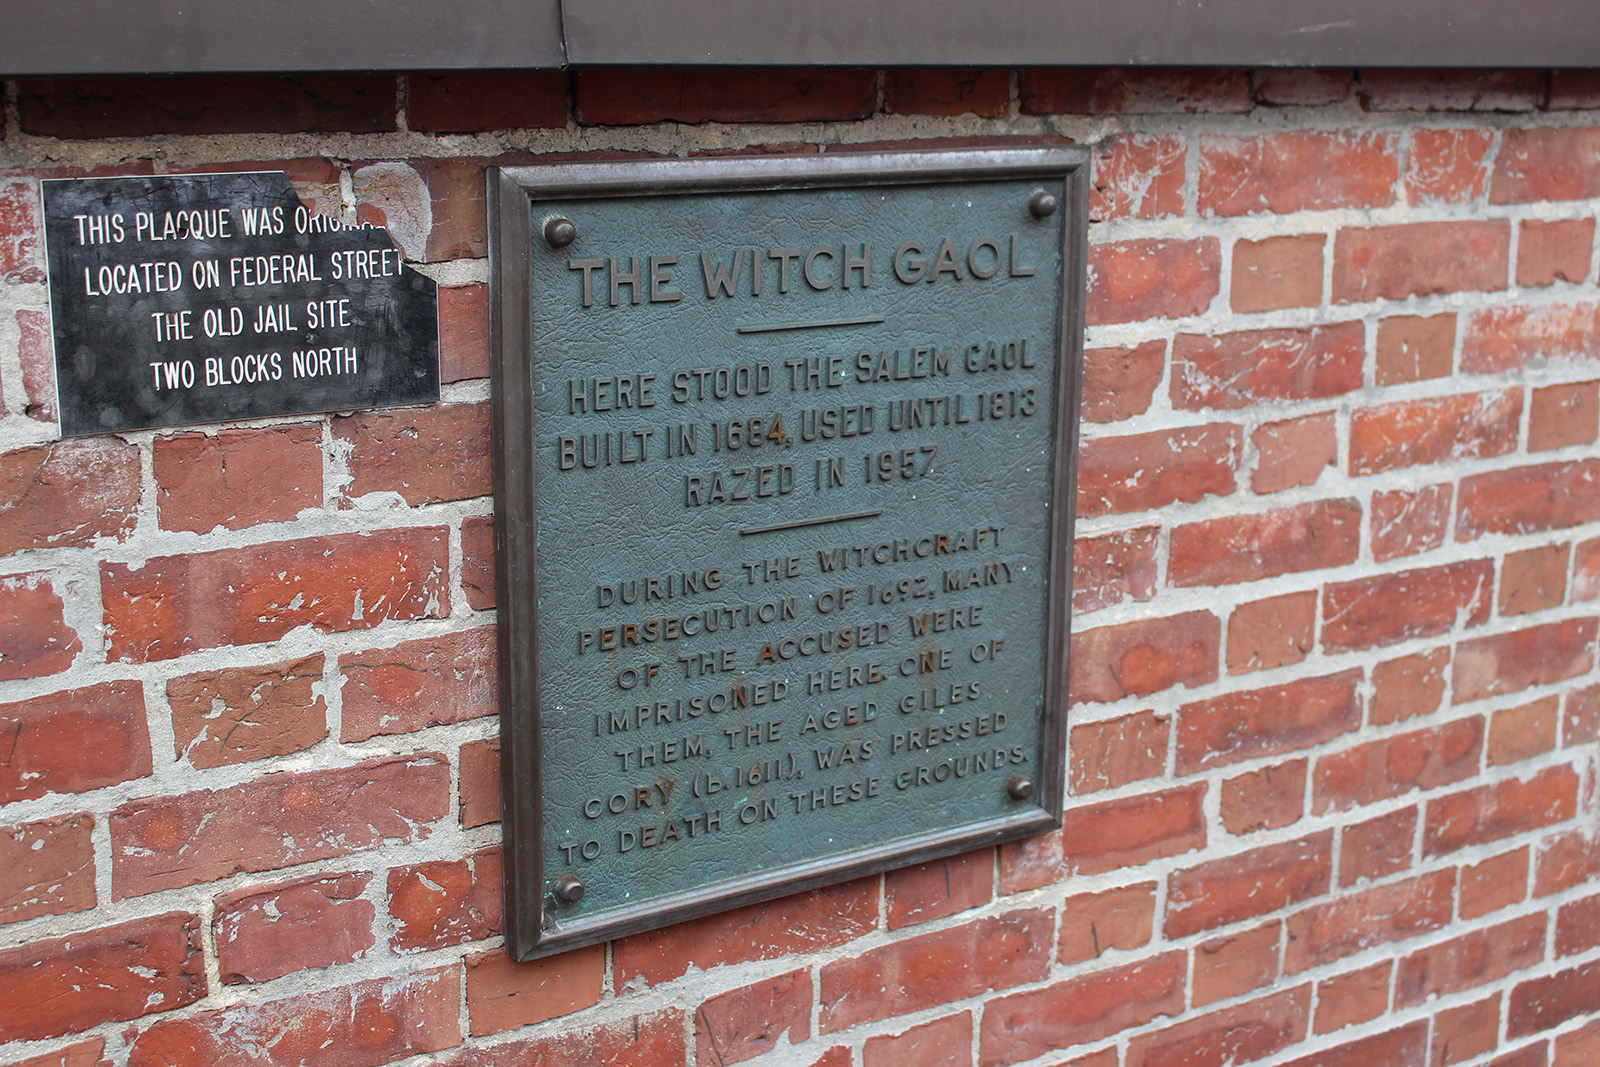 THIS PLACQUE WAS ORIGINAL
LOCATED ON FEDERAL STREET
THE OLD JAIL SITE
TWO BLOCKS NORTH
THE WITCH GAOL
HERE STOOD THE SALEM GAOL
BUILT IN 1684, USED UNTIL 1813
RAZED IN 1957
DURING THE WITCHCRAFT
PERSECUTION OF 1692, MANY
OF THE ACCUSED WERE
IMPRISONED HERE. ONE OF
THEM, THE AGED GILES
CORY (b.1611), WAS PRESSED
TO DEATH ON THESE GROUNDS.